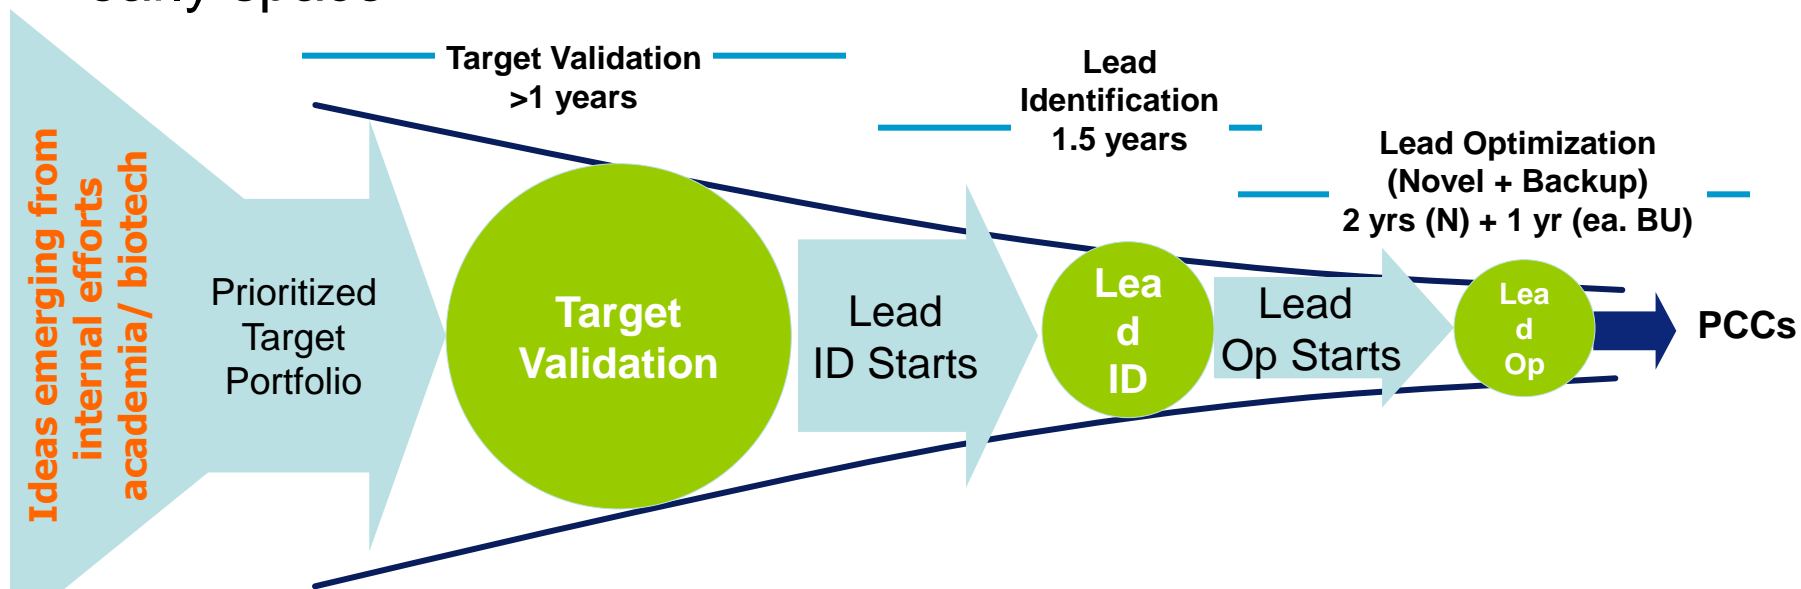 Target Validation
>1 years
Lead
Identification
1.5 years
Lead Optimization
(Novel + Backup)
2 yrs (N) + 1 yr (ea. BU)
Ideas emerging from
internal efforts
academia/ biotech
Prioritized
Target
Portfolio
Target
Validation
Lead
ID Starts
Lea
d
ID
Lead
Op Starts
Lea
d
Op
PCCs